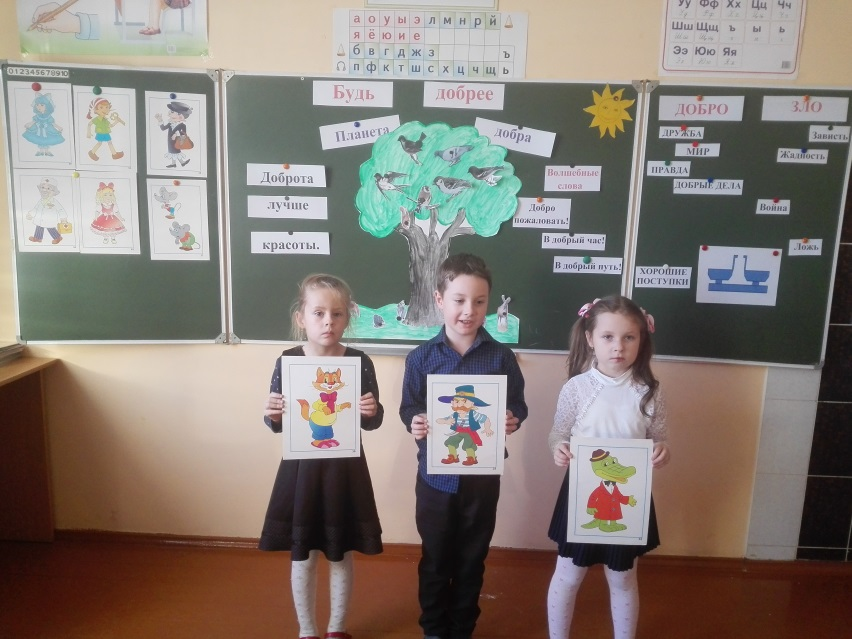 а о у ы э л м н р й
я ё ю и е
б в г д ж з ъ
п ф к т ш с х ц ч щ ь
Уу Фф Хх Цц Чч
Шш Щщ ъ ы ь
Ээ Юю Яя
0 1 2 3 4 5 6 7 8 9 10
Будь добрее
Планета добра
Доброта
лучше
красоты.
Волшебные
слова
Добро
пожаловать!
В добрый час!
В добрый путь!
ДОБРО ЗЛО
ДРУЖБА
Зависть
МИР
Жадность
ПРАВДА
ДОБРЫЕ ДЕЛА
Война
Ложь
ХОРОШИЕ
ПОСТУПКИ